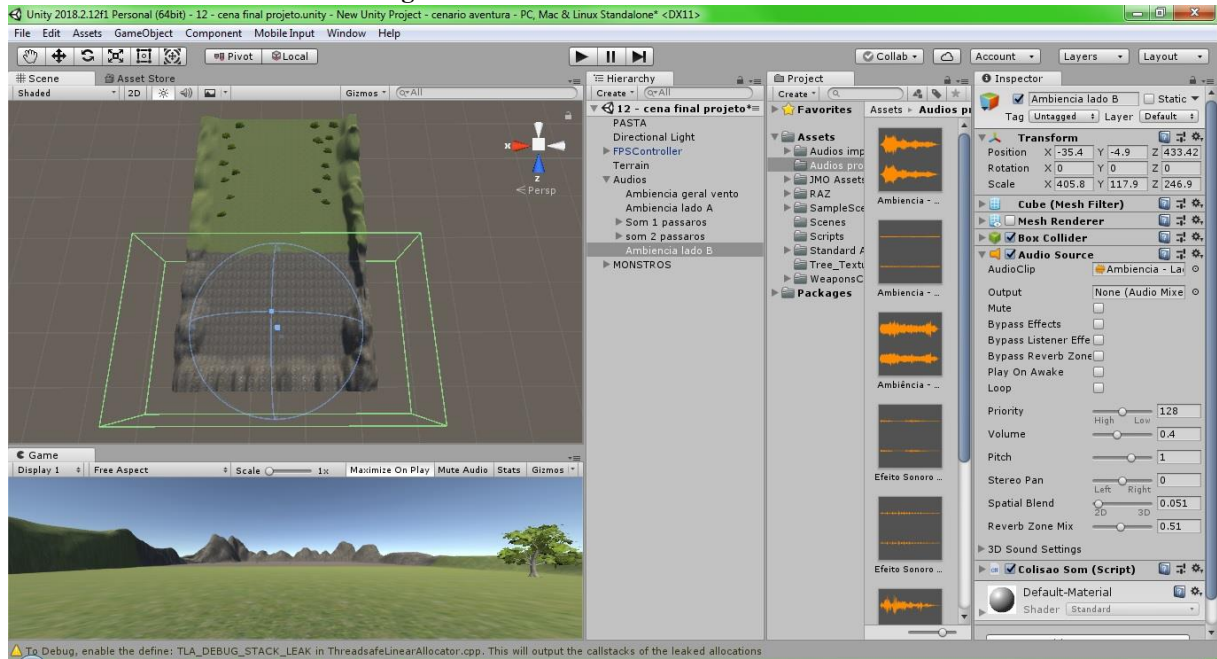 Unity 2018.2.12f1 Personal (64bit) - 12 - cena final projeto.unity - New Unity Project - cenario aventura - PC, Mac & Linux Standalone* <DX11>
File Edit Assets GameObject Component Mobile Input Window Help
Pivot Local Collab Account Layers Layout
Scene Asset Store
Shaded 2D Gizmos All
x z
Persp
Game
Display 1 Free Aspect Scale 1x Maximize On Play Mute Audio Stats Gizmos
Hierarchy
Create All
12 - cena final projeto*
PASTA
Directional Light
FPSController
Terrain
Audios
Ambiencia geral vento
Ambiencia lado A
Som 1 passaros
som 2 passaros
Ambiencia lado B
MONSTROS
Project
Create
Favorites
Assets
Audios imp
Audios pro
JMO Assets
RAZ
SampleSce
Scenes
Scripts
Standard A
Tree_Textu
WeaponsC
Packages
Assets Audios pr
Ambiencia - ...
Ambiencia - ...
Ambiência - ...
Efeito Sonoro ...
Efeito Sonoro ...
Inspector
Ambiencia lado B Static
Tag Untagged Layer Default
Transform
Position X -35.4 Y -4.9 Z 433.42
Rotation X 0 Y 0 Z 0
Scale X 405.8 Y 117.9 Z 246.9
Cube (Mesh Filter)
Mesh Renderer
Box Collider
Audio Source
AudioClip Ambiencia - La
Output None (Audio Mixe
Mute
Bypass Effects
Bypass Listener Effe
Bypass Reverb Zone
Play On Awake
Loop
Priority 128
High Low
Volume 0.4
Pitch 1
Stereo Pan 0
Left Right
Spatial Blend 0.051
2D 3D
Reverb Zone Mix 0.51
3D Sound Settings
Colisao Som (Script)
Default-Material
Shader Standard
To Debug, enable the define: TLA_DEBUG_STACK_LEAK in ThreadsafeLinearAllocator.cpp. This will output the callstacks of the leaked allocations